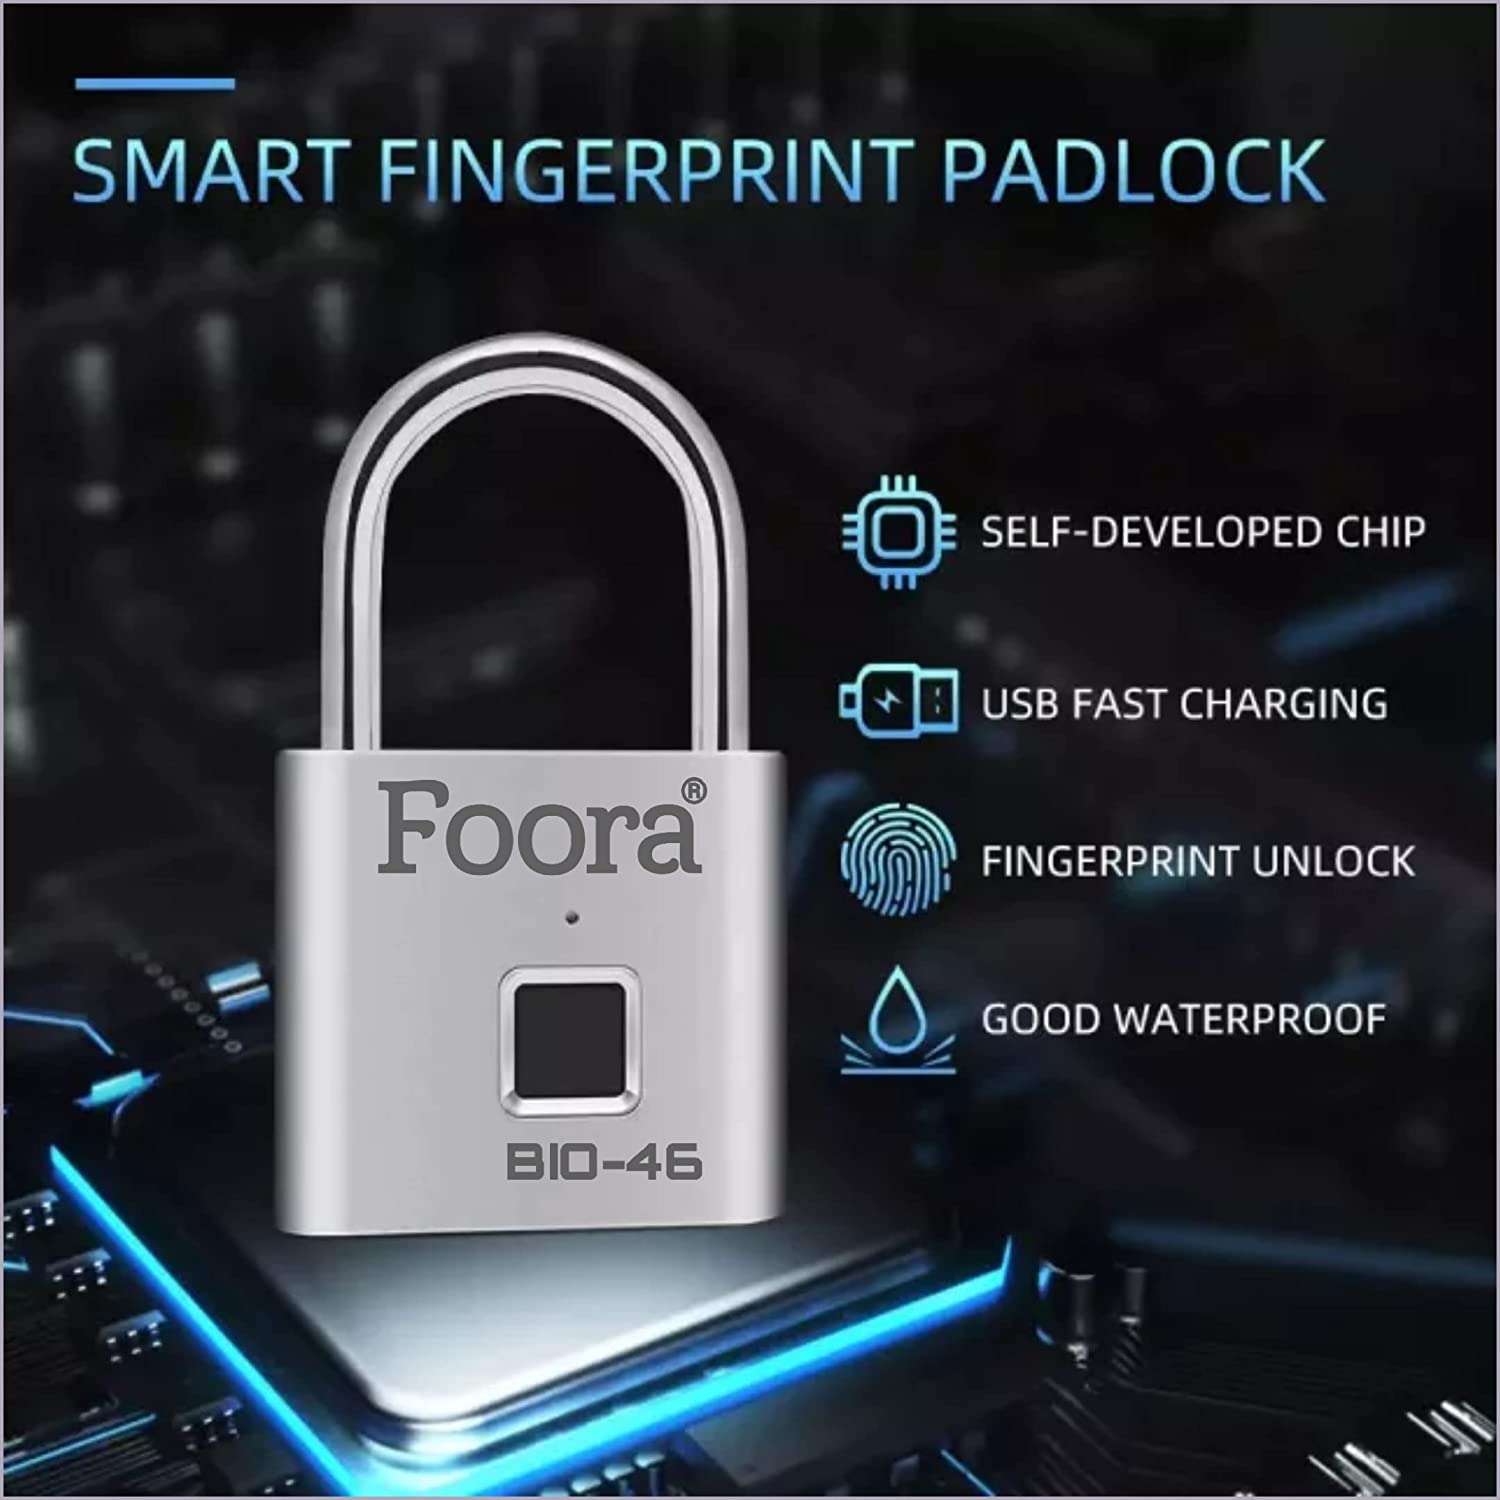 SMART FINGERPRINT PADLOCK
Foora®
BIO-46
SELF-DEVELOPED CHIP
USB FAST CHARGING
FINGERPRINT UNLOCK
GOOD WATERPROOF